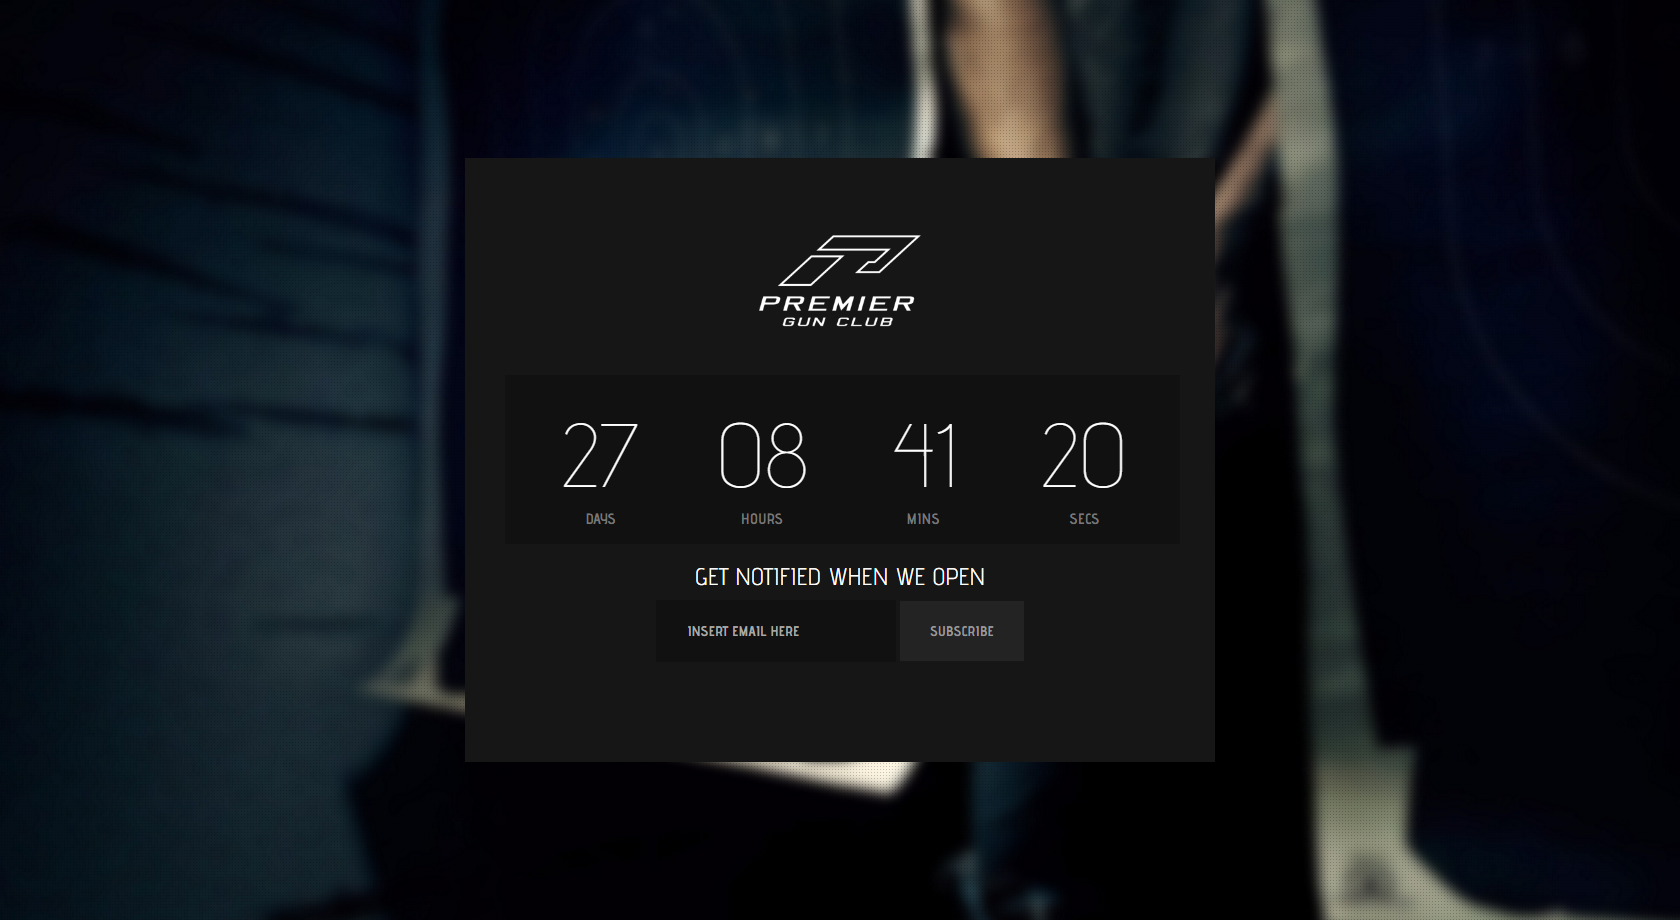 PREMIER
GUN CLUB
27 08 41 20
DAYS HOURS MINS SECS
GET NOTIFIED WHEN WE OPEN
INSERT EMAIL HERE SUBSCRIBE